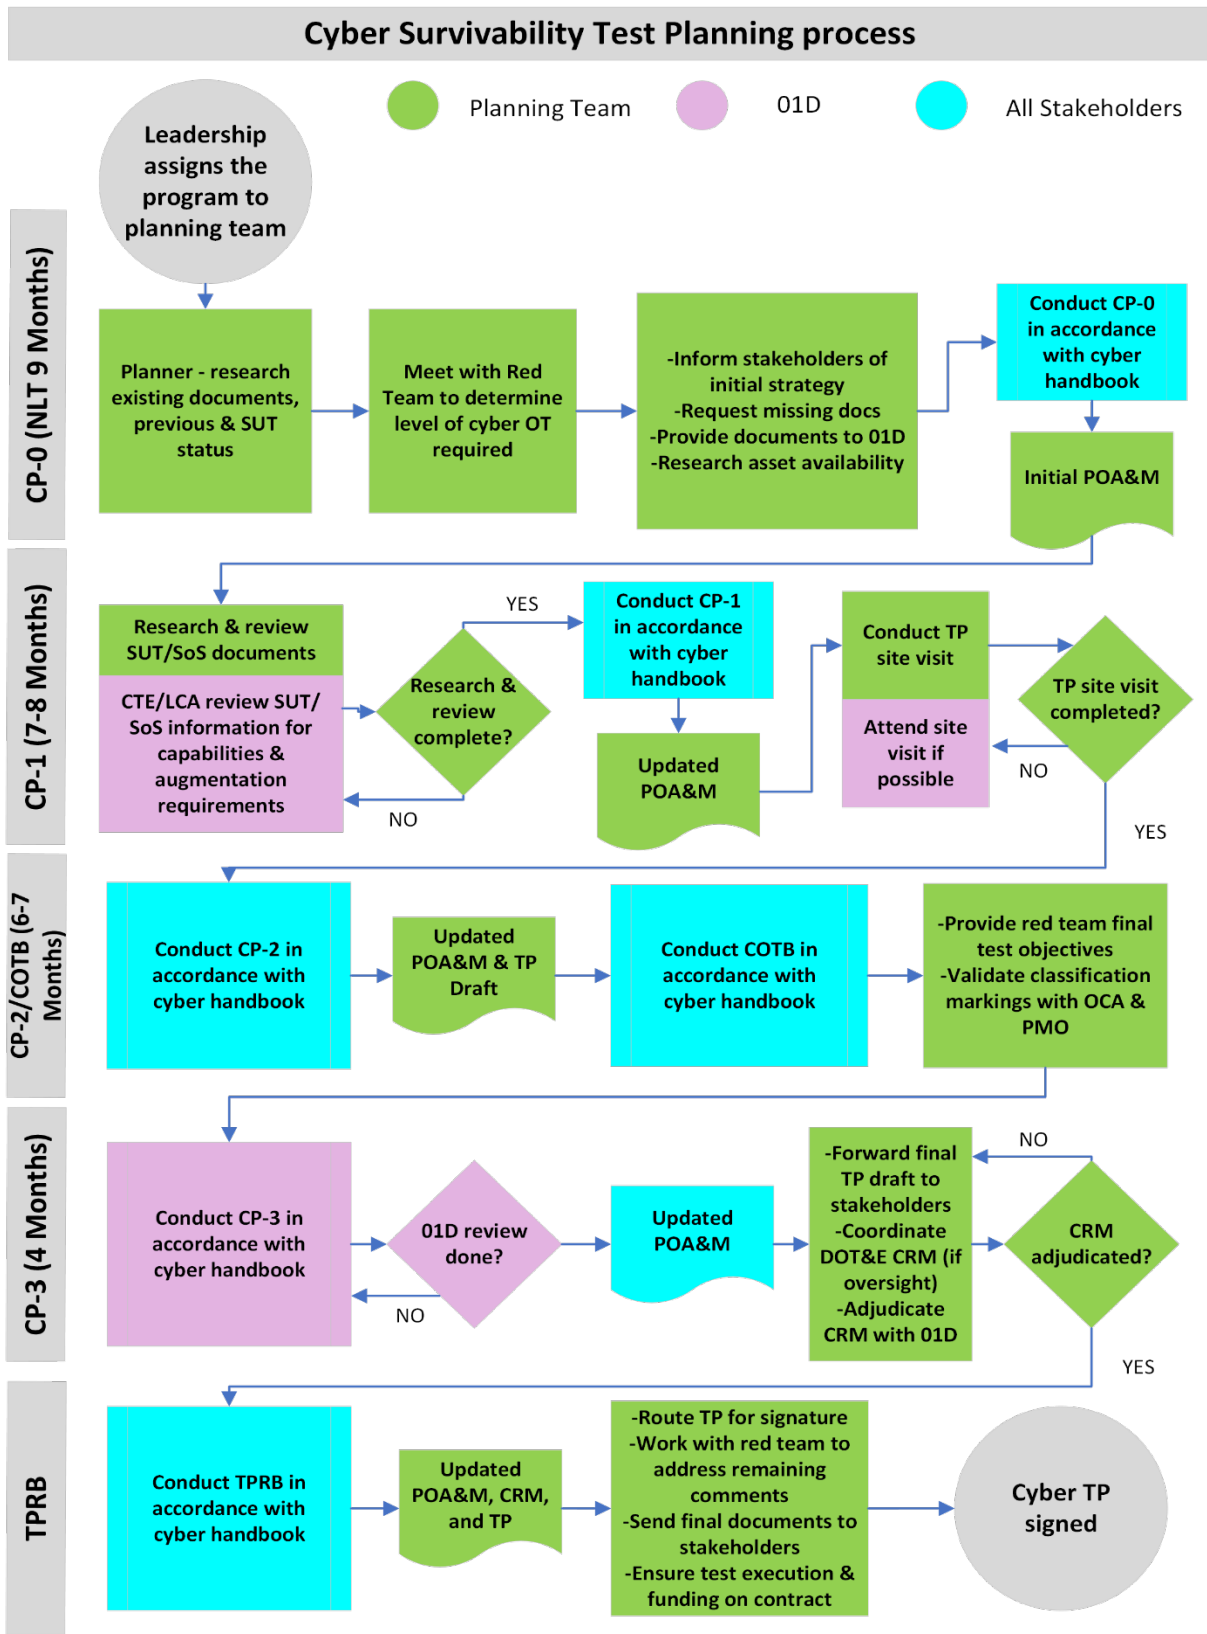 Cyber Survivability Test Planning process
Planning Team
01D
All Stakeholders
Leadership
assigns the
program to
planning team
CP-0 (NLT 9 Months)
Planner - research
existing documents,
previous & SUT
status
Meet with Red
Team to determine
level of cyber OT
required
-Inform stakeholders of
initial strategy
-Request missing docs
-Provide documents to 01D
-Research asset availability
Conduct CP-0
in accordance
with cyber
handbook
Initial POA&M
CP-1 (7-8 Months)
Research & review
SUT/SoS documents
CTE/LCA review SUT/
SoS information for
capabilities &
augmentation
requirements
Research &
review
complete?
YES
NO
Conduct CP-1
in accordance
with cyber
handbook
Updated
POA&M
Conduct TP
site visit
Attend site
visit if
possible
TP site visit
completed?
NO
YES
CP-2/COTB (6-7
Months)
Conduct CP-2 in
accordance with
cyber handbook
Updated
POA&M & TP
Draft
Conduct COTB in
accordance with
cyber handbook
-Provide red team final
test objectives
-Validate classification
markings with OCA &
PMO
CP-3 (4 Months)
Conduct CP-3 in
accordance with
cyber handbook
01D review
done?
NO
Updated
POA&M
-Forward final
TP draft to
stakeholders
-Coordinate
DOT&E CRM (if
oversight)
-Adjudicate
CRM with 01D
NO
CRM
adjudicated?
YES
TPRB
Conduct TPRB in
accordance with
cyber handbook
Updated
POA&M, CRM,
and TP
-Route TP for signature
-Work with red team to
address remaining
comments
-Send final documents to
stakeholders
-Ensure test execution &
funding on contract
Cyber TP
signed